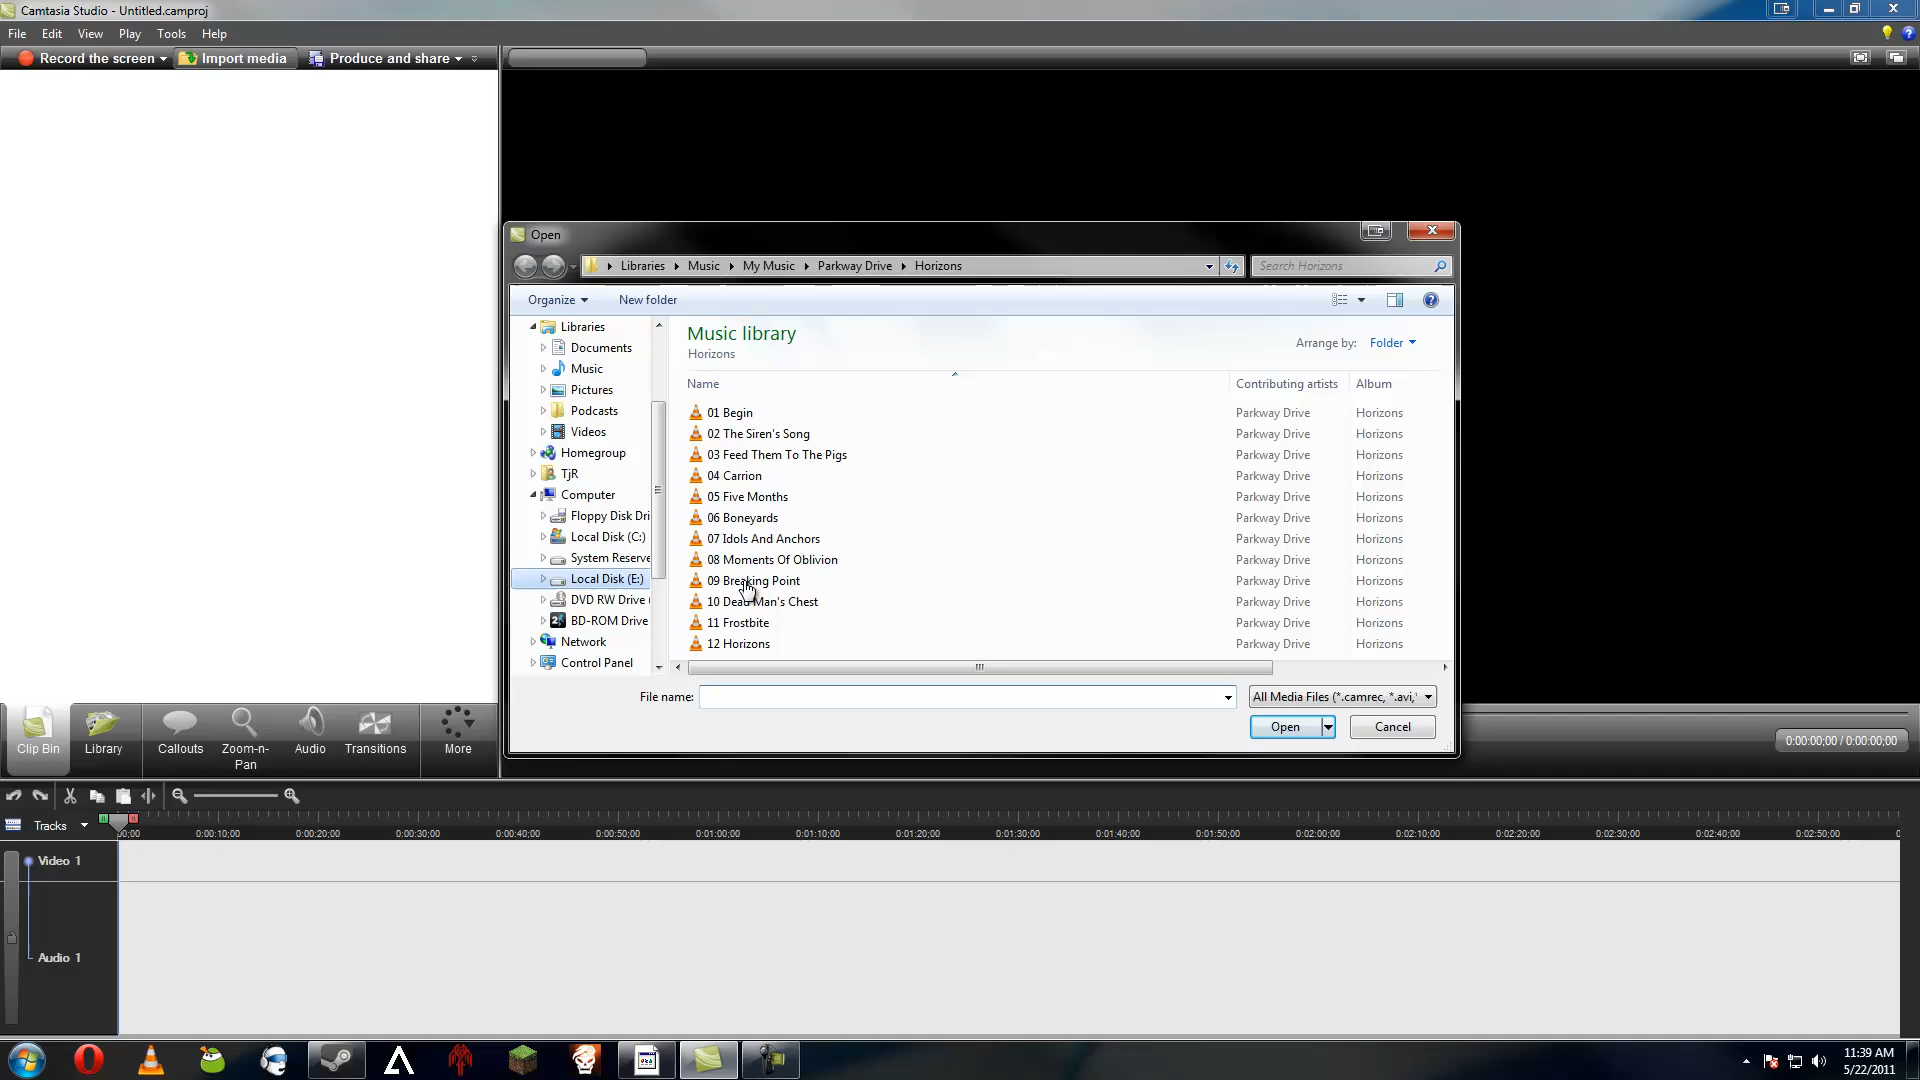 Camtasia Studio - Untitled.camproj
File Edit View Play Tools Help
Record the screen Import media Produce and share
Open
Libraries Music My Music Parkway Drive Horizons
Search Horizons
Organize New folder
Libraries
Documents
Music
Pictures
Podcasts
Videos
Homegroup
TjR
Computer
Floppy Disk Dri
Local Disk (C:)
System Reserve
Local Disk (E:)
DVD RW Drive (
BD-ROM Drive
Network
Control Panel
Music library
Horizons
Arrange by: Folder
Name Contributing artists Album
01 Begin Parkway Drive Horizons
02 The Siren's Song Parkway Drive Horizons
03 Feed Them To The Pigs Parkway Drive Horizons
04 Carrion Parkway Drive Horizons
05 Five Months Parkway Drive Horizons
06 Boneyards Parkway Drive Horizons
07 Idols And Anchors Parkway Drive Horizons
08 Moments Of Oblivion Parkway Drive Horizons
09 Breaking Point Parkway Drive Horizons
10 Dead Man's Chest Parkway Drive Horizons
11 Frostbite Parkway Drive Horizons
12 Horizons Parkway Drive Horizons
File name: All Media Files (*.camrec, *.avi,*
Open Cancel
Clip Bin Library Callouts Zoom-n-Pan Audio Transitions More
0:00:00;00 / 0:00:00;00
Tracks
00;00 0:00:10;00 0:00:20;00 0:00:30;00 0:00:40;00 0:00:50;00 0:01:00;00 0:01:10;00 0:01:20;00 0:01:30;00 0:01:40;00 0:01:50;00 0:02:00;00 0:02:10;00 0:02:20;00 0:02:30;00 0:02:40;00 0:02:50;00
Video 1
Audio 1
11:39 AM
5/22/2011